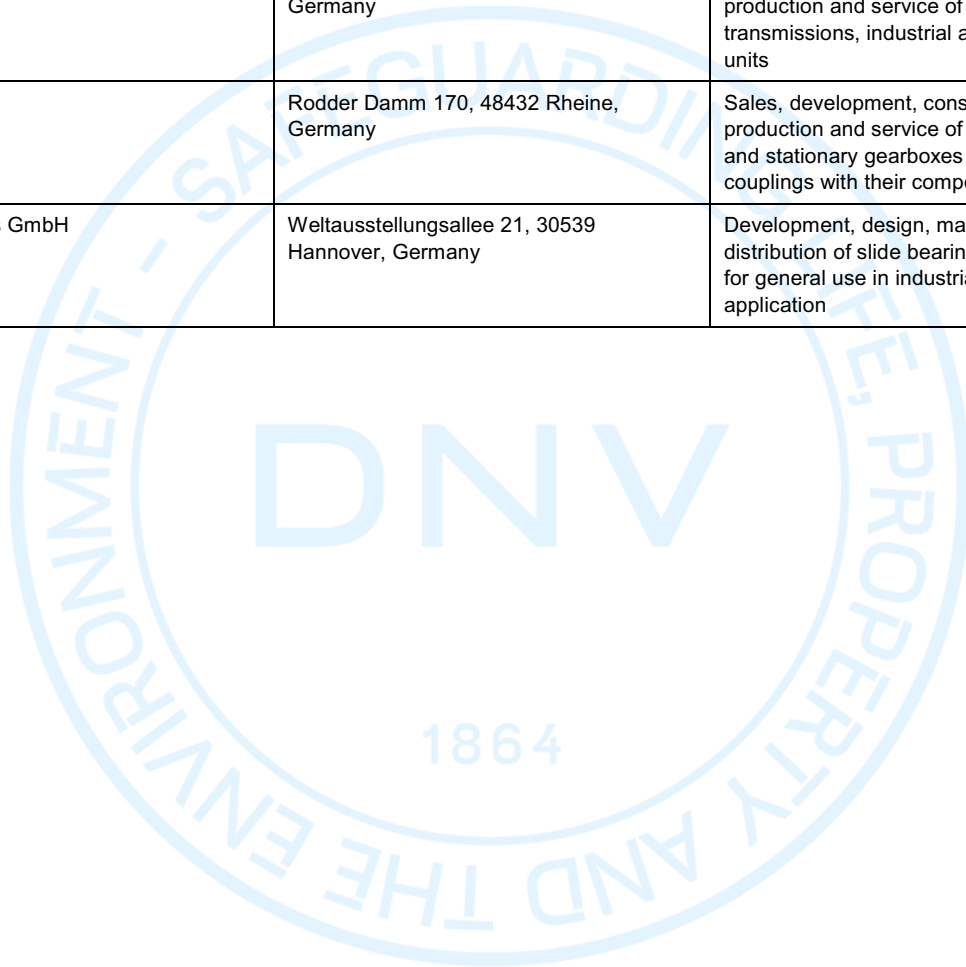 Germany
production and service of
transmissions, industrial a
units
Rodder Damm 170, 48432 Rheine,
Germany
Sales, development, cons
production and service of
and stationary gearboxes
couplings with their compo
s GmbH
Weltausstellungsallee 21, 30539
Hannover, Germany
Development, design, ma
distribution of slide bearin
for general use in industria
application
SAFEGUARDING LIFE, PROPERTY AND THE ENVIRONMENT -
DNV
1864